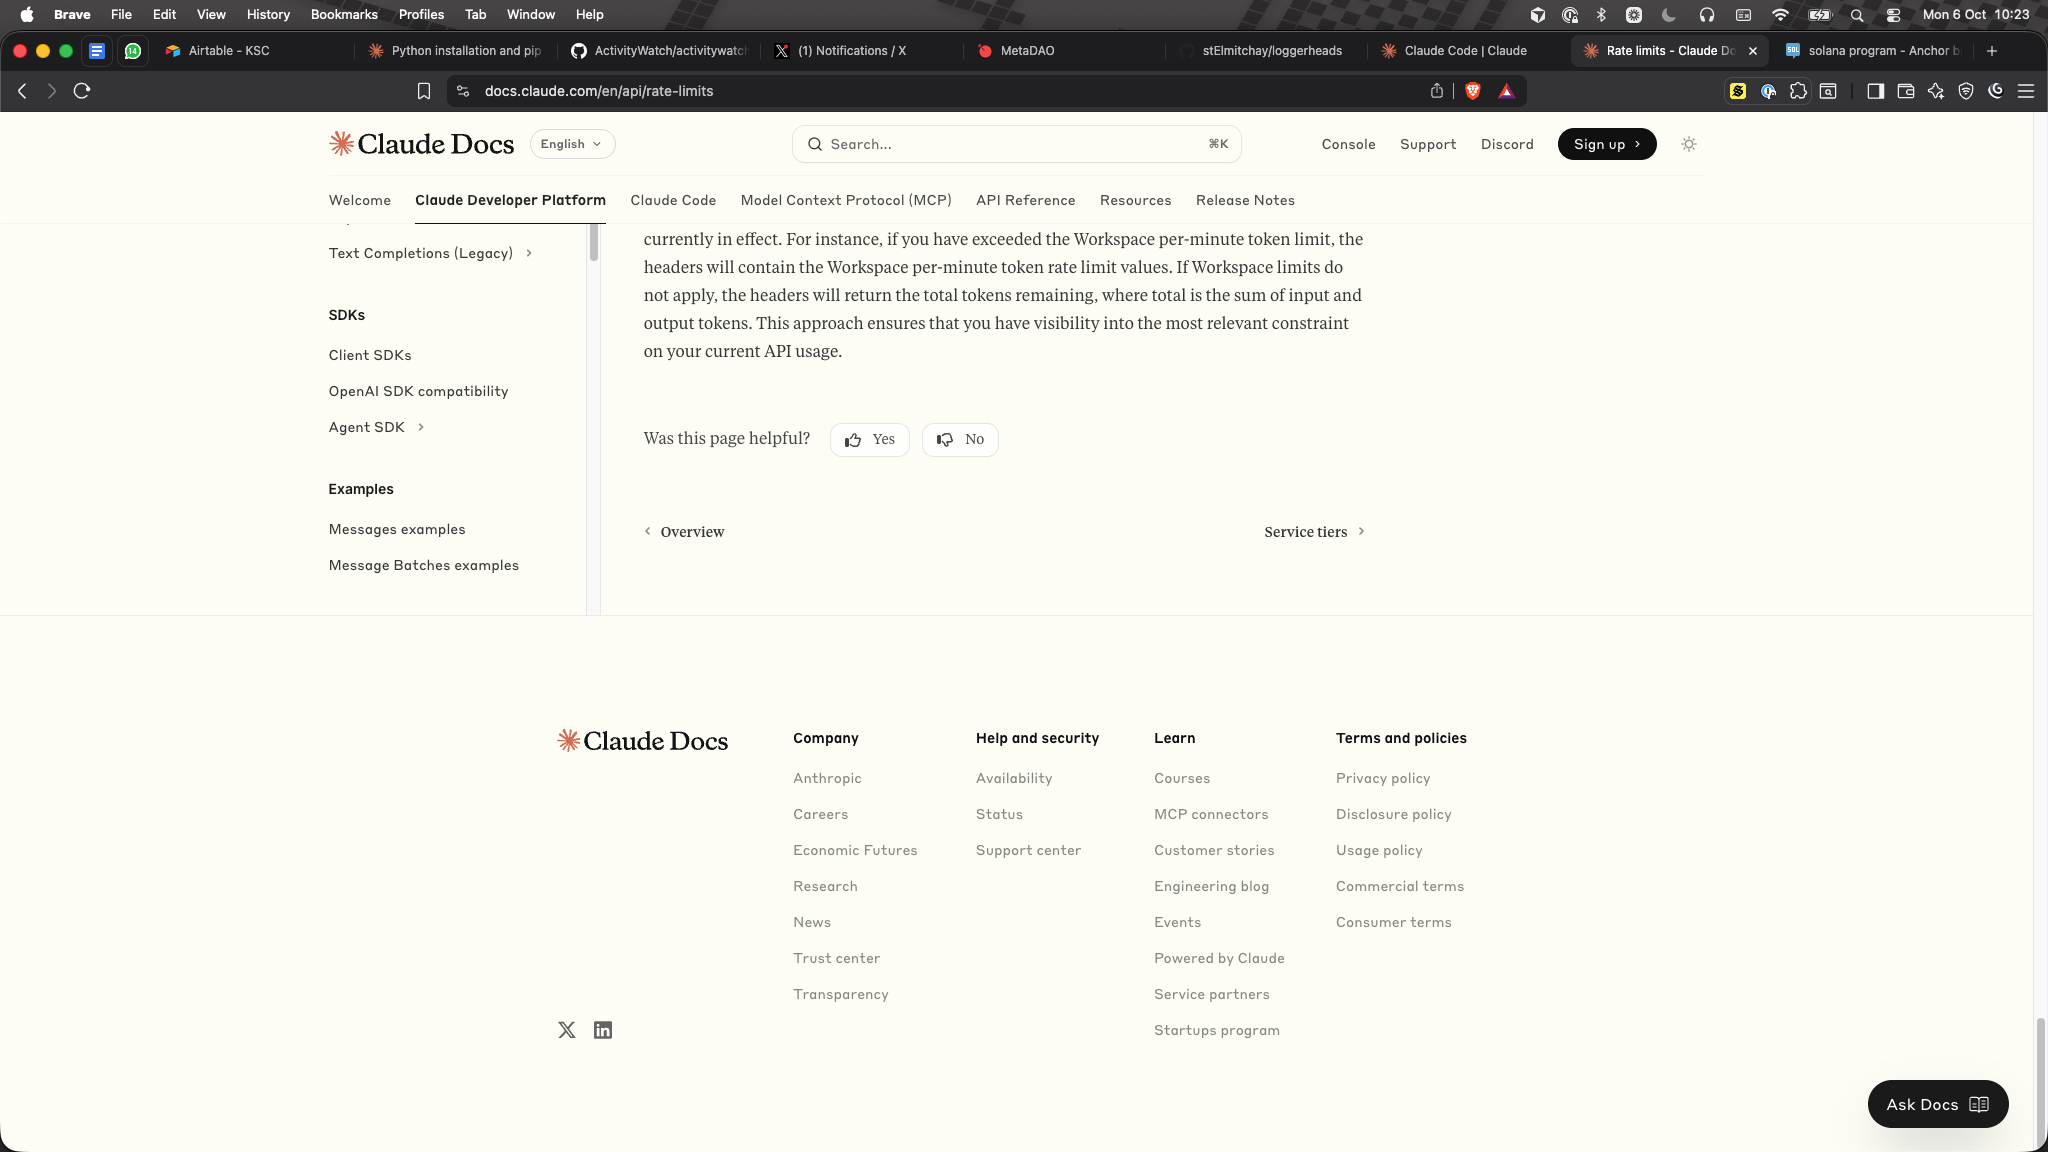 Brave File Edit View History Bookmarks Profiles Tab Window Help Mon 6 Oct 10:23
14 Airtable - KSC Python installation and pip ActivityWatch/activitywatch (1) Notifications / X MetaDAO stElmitchay/loggerheads Claude Code | Claude Rate limits - Claude Do solana program - Anchor b
docs.claude.com/en/api/rate-limits
Claude Docs English Search... ⌘K Console Support Discord Sign up
Welcome Claude Developer Platform Claude Code Model Context Protocol (MCP) API Reference Resources Release Notes
Text Completions (Legacy)
SDKs
Client SDKs
OpenAI SDK compatibility
Agent SDK
Examples
Messages examples
Message Batches examples
currently in effect. For instance, if you have exceeded the Workspace per-minute token limit, the
headers will contain the Workspace per-minute token rate limit values. If Workspace limits do
not apply, the headers will return the total tokens remaining, where total is the sum of input and
output tokens. This approach ensures that you have visibility into the most relevant constraint
on your current API usage.
Was this page helpful? Yes No
Overview Service tiers
Claude Docs
Company
Anthropic
Careers
Economic Futures
Research
News
Trust center
Transparency
Help and security
Availability
Status
Support center
Learn
Courses
MCP connectors
Customer stories
Engineering blog
Events
Powered by Claude
Service partners
Startups program
Terms and policies
Privacy policy
Disclosure policy
Usage policy
Commercial terms
Consumer terms
Ask Docs